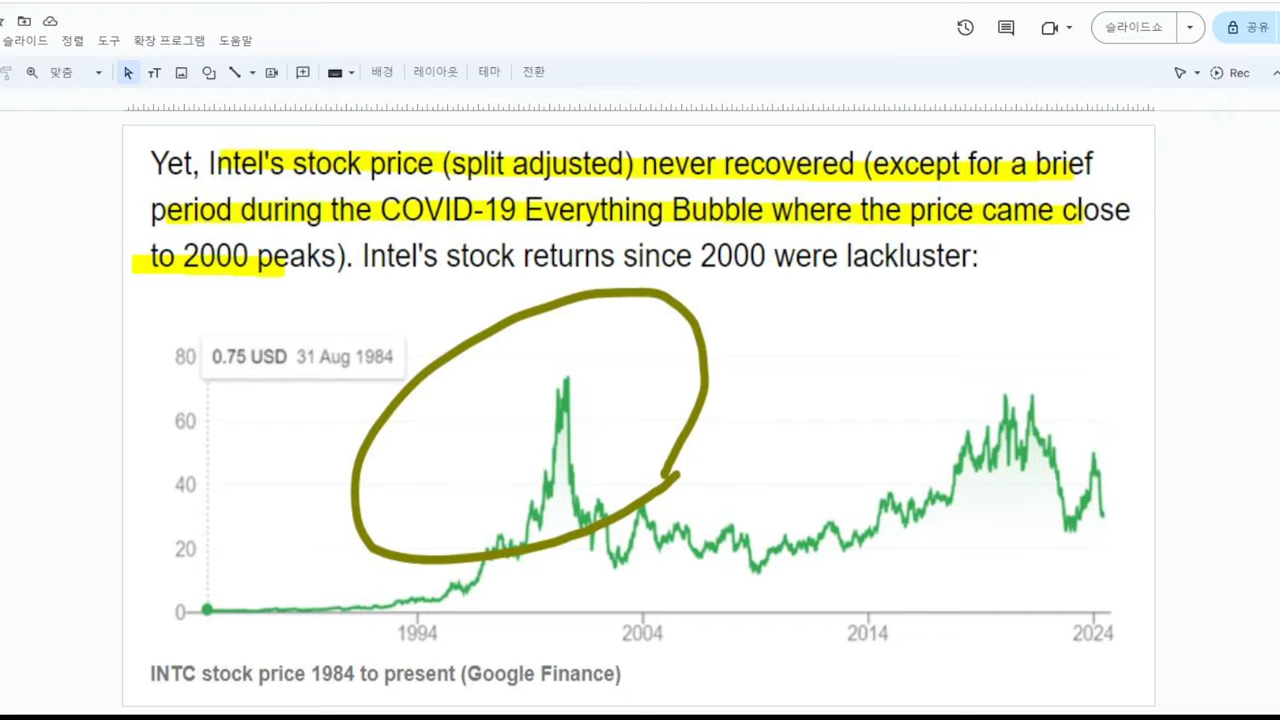 슬라이드 정렬 도구 확장 프로그램 도움말
슬라이드쇼
공유
맞춤
배경 레이아웃 테마 전환
Rec
Yet, Intel's stock price (split adjusted) never recovered (except for a brief
period during the COVID-19 Everything Bubble where the price came close
to 2000 peaks). Intel's stock returns since 2000 were lackluster:
80
0.75 USD 31 Aug 1984
60
40
20
0
1994 2004 2014 2024
INTC stock price 1984 to present (Google Finance)